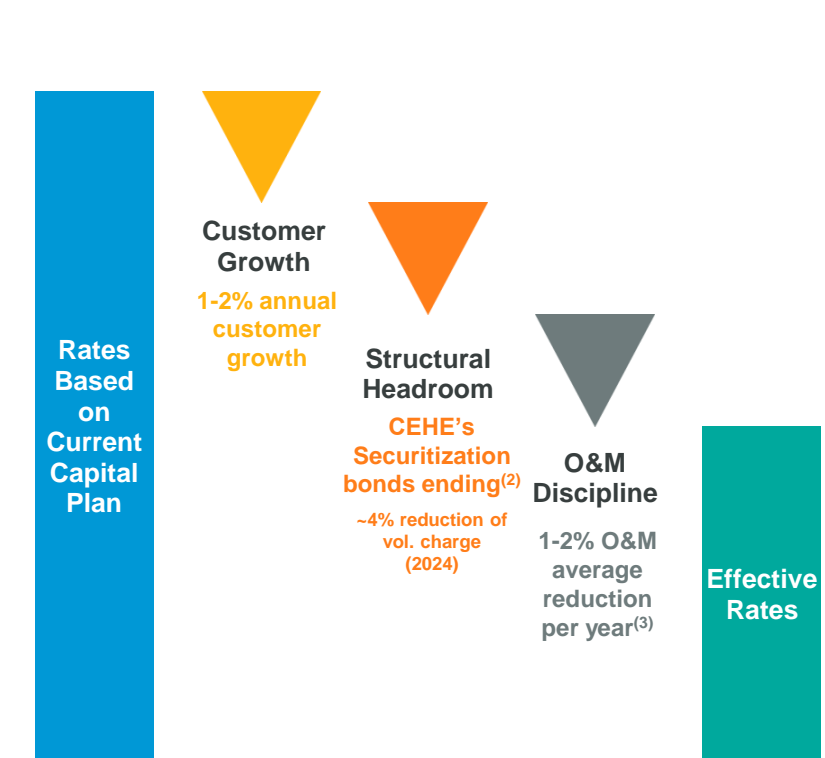 Rates
Based
on
Current
Capital
Plan
Customer
Growth
1-2% annual
customer
growth
Structural
Headroom
CEHE’s
Securitization
bonds ending(2)
~4% reduction of
vol. charge
(2024)
O&M
Discipline
1-2% O&M
average
reduction
per year(3)
Effective
Rates